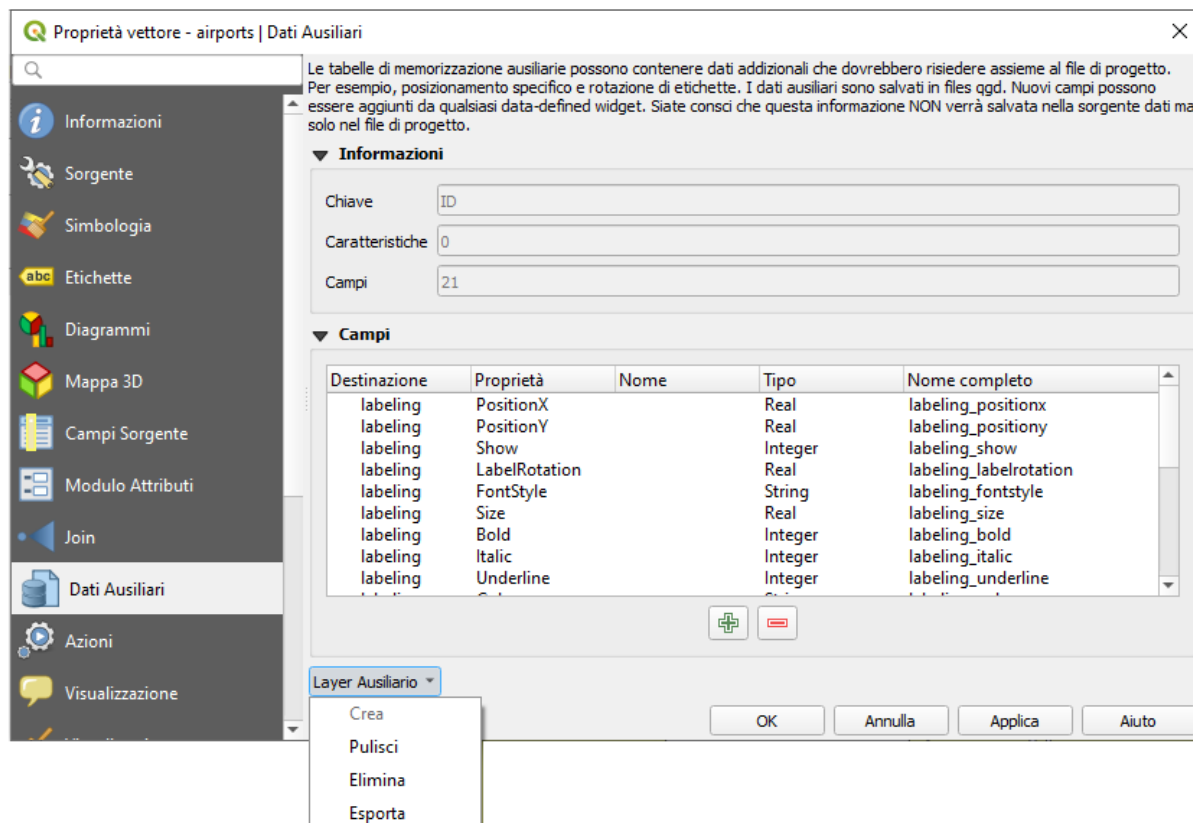 Proprietà vettore - airports | Dati Ausiliari
Informazioni
Sorgente
Simbologia
abc Etichette
Diagrammi
Mappa 3D
Campi Sorgente
Modulo Attributi
Join
Dati Ausiliari
Azioni
Visualizzazione
Le tabelle di memorizzazione ausiliarie possono contenere dati addizionali che dovrebbero risiedere assieme al file di progetto.
Per esempio, posizionamento specifico e rotazione di etichette. I dati ausiliari sono salvati in files qgd. Nuovi campi possono
essere aggiunti da qualsiasi data-defined widget. Siate consci che questa informazione NON verrà salvata nella sorgente dati ma
solo nel file di progetto.
Informazioni
Chiave ID
Caratteristiche 0
Campi 21
Campi
Destinazione Proprietà Nome Tipo Nome completo
labeling PositionX Real labeling_positionx
labeling PositionY Real labeling_positiony
labeling Show Integer labeling_show
labeling LabelRotation Real labeling_labelrotation
labeling FontStyle String labeling_fontstyle
labeling Size Real labeling_size
labeling Bold Integer labeling_bold
labeling Italic Integer labeling_italic
labeling Underline Integer labeling_underline
Layer Ausiliario
Crea
Pulisci
Elimina
Esporta
OK Annulla Applica Aiuto